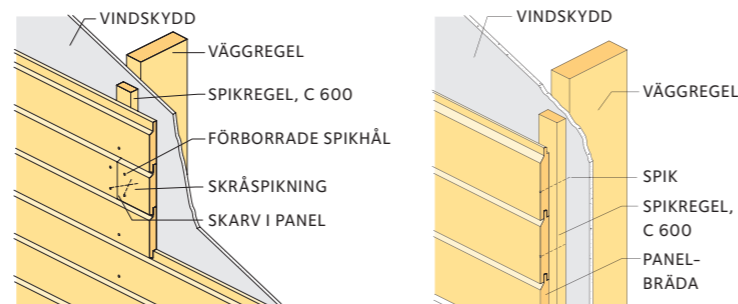 VINDSKYDD
VÄGGREGEL
SPIKREGEL, C 600
FÖRBORRADE SPIKHÅL
SKRÅSPIKNING
SKARV I PANEL
VINDSKYDD
VÄGGREGEL
SPIK
SPIKREGEL,
C 600
PANEL-
BRÄDA